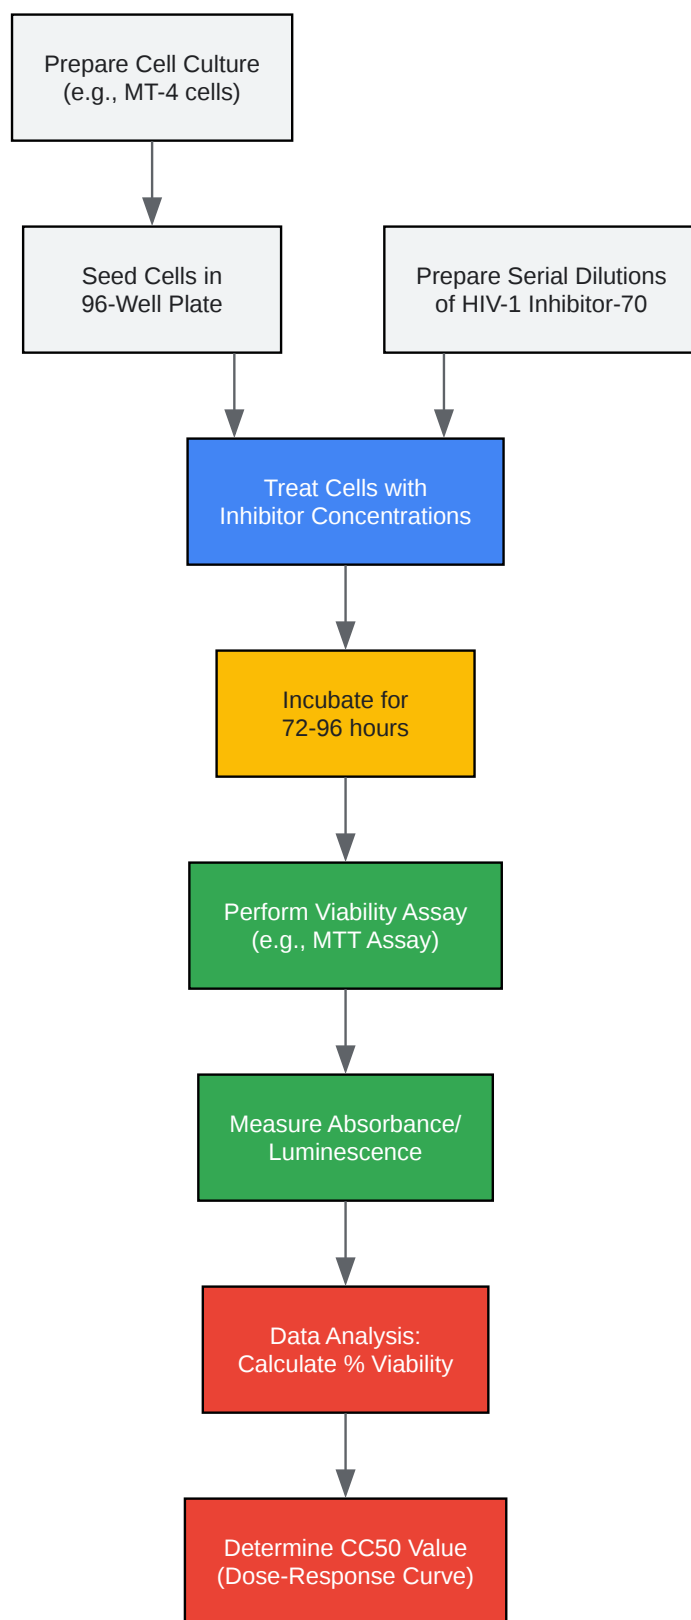 Prepare Cell Culture
(e.g., MT-4 cells)
Seed Cells in
96-Well Plate
Prepare Serial Dilutions
of HIV-1 Inhibitor-70
Treat Cells with
Inhibitor Concentrations
Incubate for
72-96 hours
Perform Viability Assay
(e.g., MTT Assay)
Measure Absorbance/
Luminescence
Data Analysis:
Calculate % Viability
Determine CC50 Value
(Dose-Response Curve)